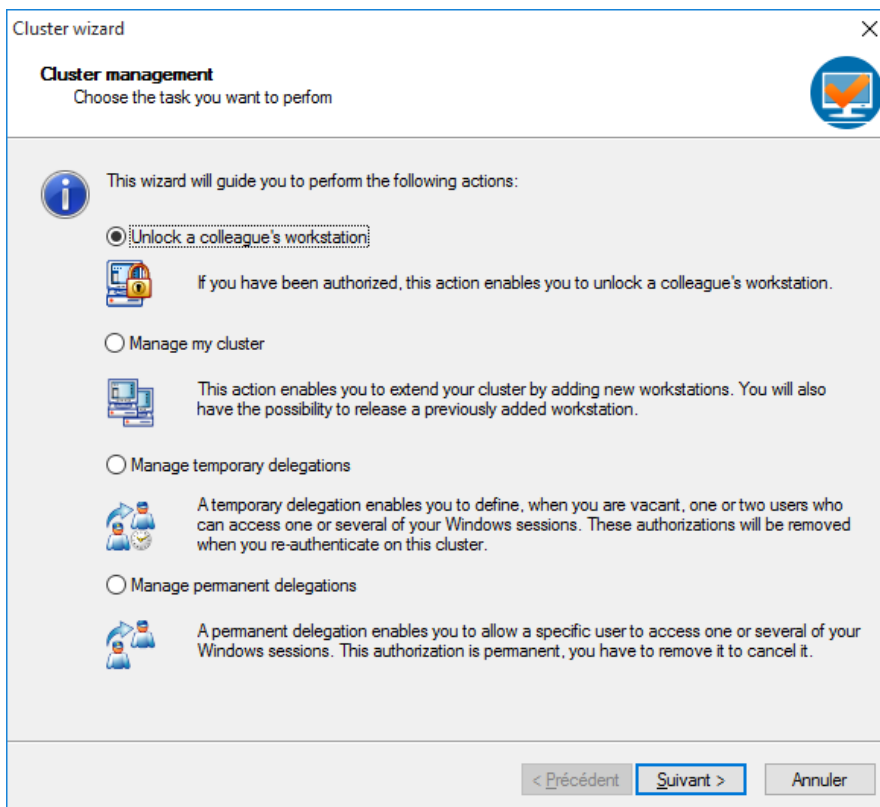 Cluster wizard
Cluster management
Choose the task you want to perfom
This wizard will guide you to perform the following actions:
Unlock a colleague's workstation
If you have been authorized, this action enables you to unlock a colleague's workstation.
Manage my cluster
This action enables you to extend your cluster by adding new workstations. You will also
have the possibility to release a previously added workstation.
Manage temporary delegations
A temporary delegation enables you to define, when you are vacant, one or two users who
can access one or several of your Windows sessions. These authorizations will be removed
when you re-authenticate on this cluster.
Manage permanent delegations
A permanent delegation enables you to allow a specific user to access one or several of your
Windows sessions. This authorization is permanent, you have to remove it to cancel it.
< Précédent Suivant > Annuler